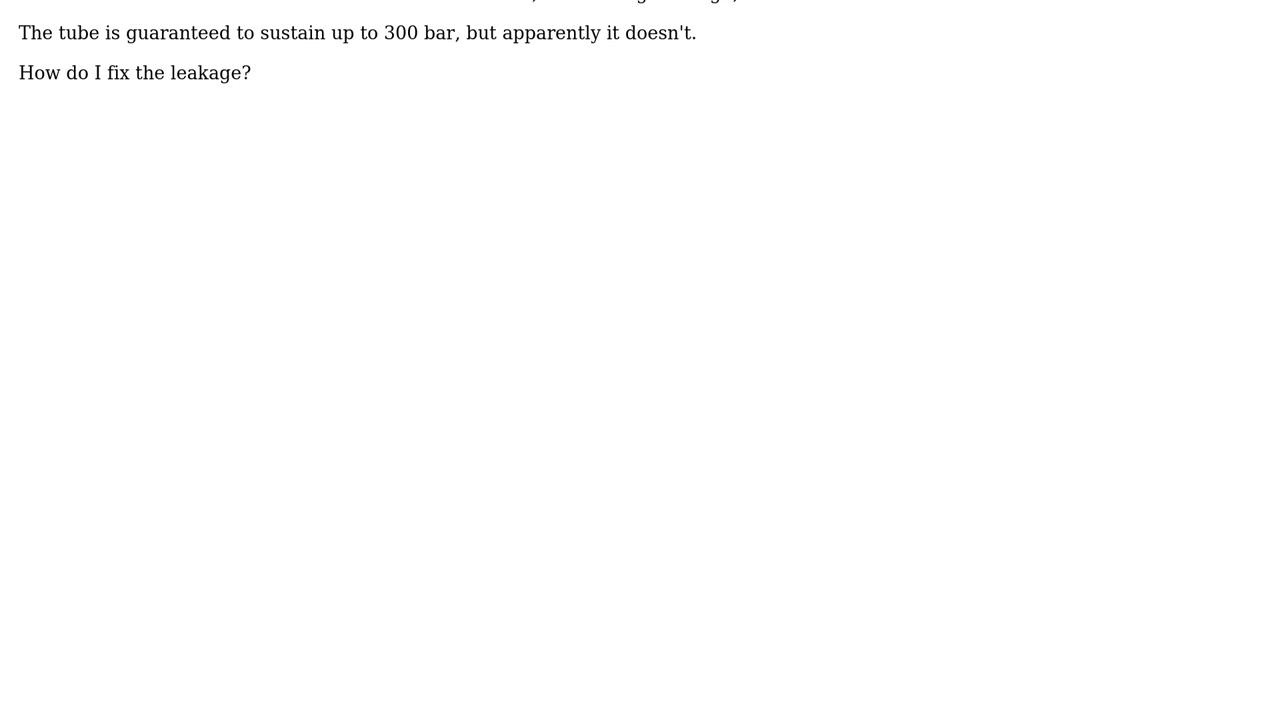 The tube is guaranteed to sustain up to 300 bar, but apparently it doesn't.
How do I fix the leakage?